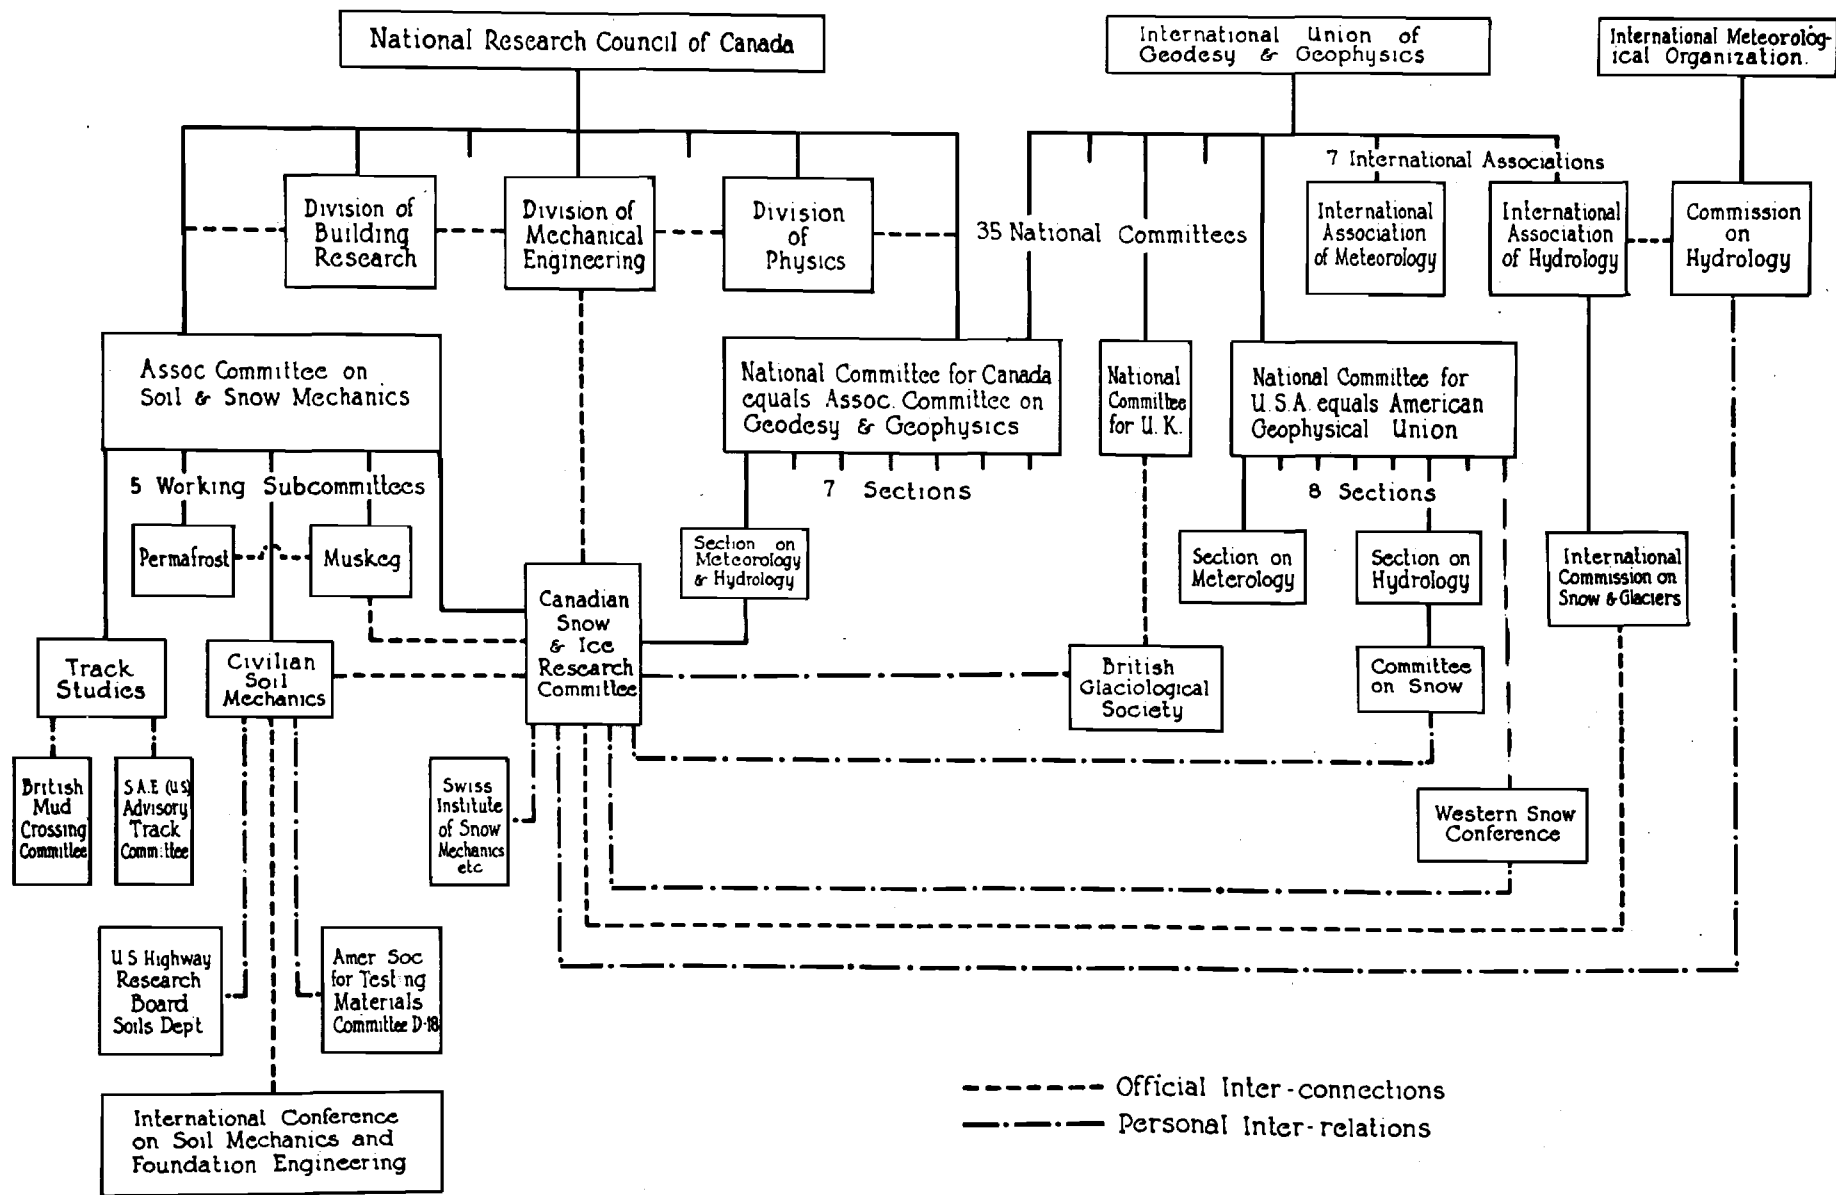 National Research Council of Canada
International Union of
Geodesy & Geophysics
International Meteorolog-
ical Organization.
7 International Associations
Division of
Building
Research
Division of
Mechanical
Engineering
Division
of
Physics
35 National Committees
International
Association
of Meteorology
International
Association
of Hydrology
Commission
on
Hydrology
Assoc Committee on
Soil & Snow Mechanics
National Committee for Canada
equals Assoc. Committee on
Geodesy & Geophysics
National
Committee
for U. K.
National Committee for
U.S.A. equals American
Geophysical Union
5 Working Subcommittees
7 Sections
8 Sections
Permafrost
Muskeg
Section on
Meteorology
& Hydrology
Section on
Meterology
Section on
Hydrology
International
Commission on
Snow & Glaciers
Canadian
Snow
& Ice
Research
Committee
Track
Studies
Civilian
Soil
Mechanics
British
Glaciological
Society
Committee
on Snow
British
Mud
Crossing
Committee
S.A.E (U.S)
Advisory
Track
Committee
Swiss
Institute
of Snow
Mechanics
etc
Western Snow
Conference
U S Highway
Research
Board
Soils Dept
Amer Soc
for Testing
Materials
Committee D-18
International Conference
on Soil Mechanics and
Foundation Engineering
Official Inter-connections
Personal Inter-relations